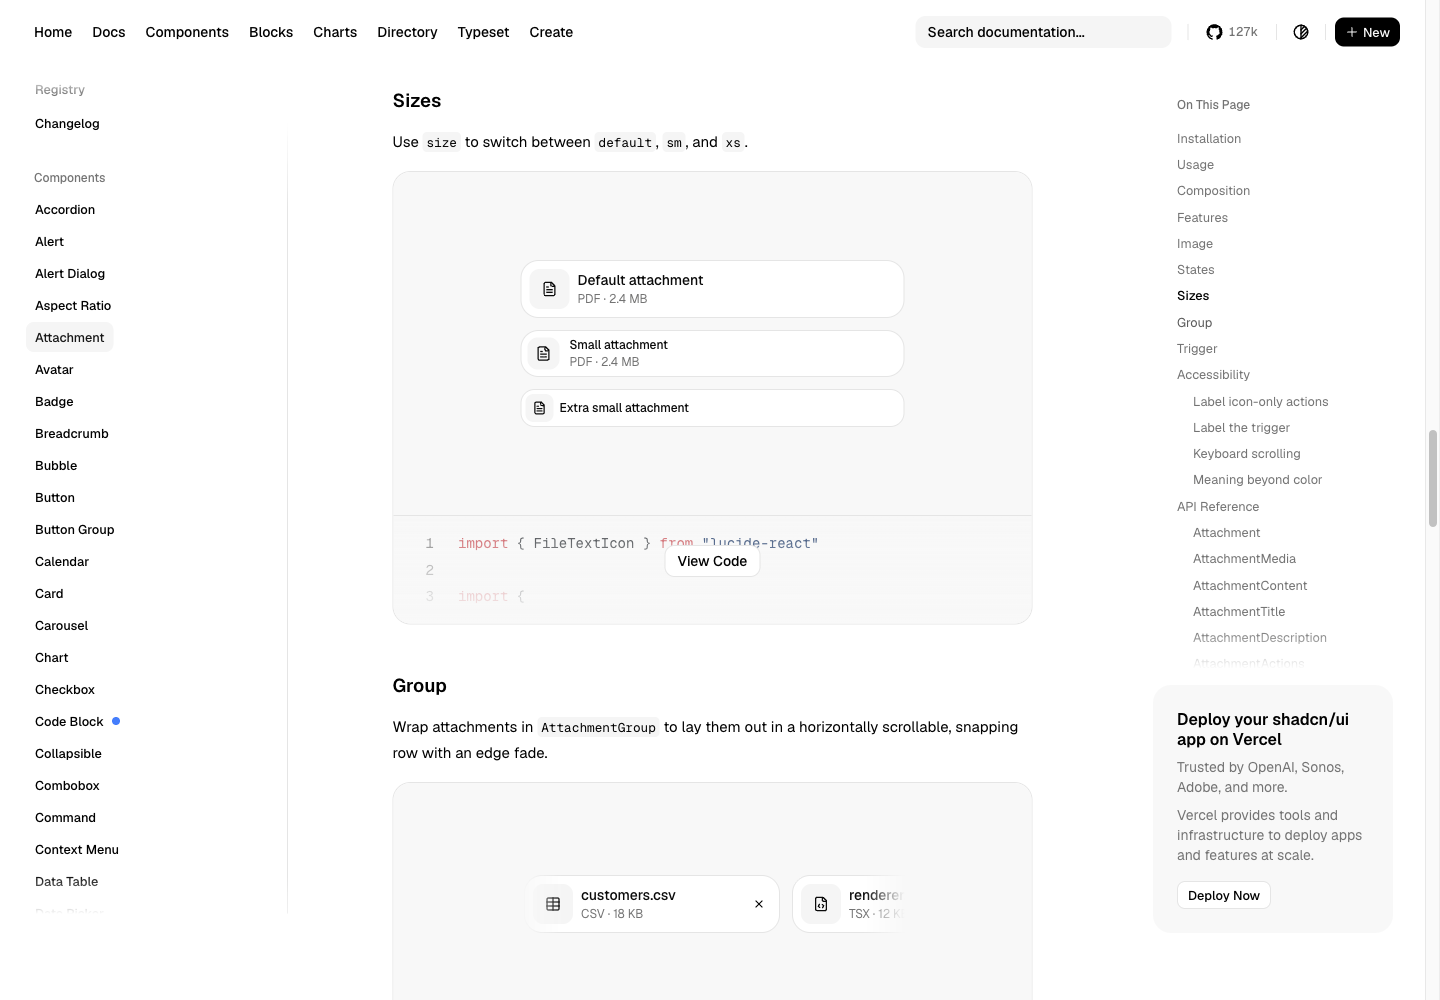 Home Docs Components Blocks Charts Directory Typeset Create
Search documentation...
127k
New
Registry
Changelog
Components
Accordion
Alert
Alert Dialog
Aspect Ratio
Attachment
Avatar
Badge
Breadcrumb
Bubble
Button
Button Group
Calendar
Card
Carousel
Chart
Checkbox
Code Block
Collapsible
Combobox
Command
Context Menu
Data Table
Date Picker
Sizes
Use size to switch between default, sm, and xs.
Default attachment
PDF · 2.4 MB
Small attachment
PDF · 2.4 MB
Extra small attachment
1 import { FileTextIcon } from "lucide-react"
2
3 import {
View Code
Group
Wrap attachments in AttachmentGroup to lay them out in a horizontally scrollable, snapping
row with an edge fade.
customers.csv
CSV · 18 KB
renderer
TSX · 12 K
On This Page
Installation
Usage
Composition
Features
Image
States
Sizes
Group
Trigger
Accessibility
Label icon-only actions
Label the trigger
Keyboard scrolling
Meaning beyond color
API Reference
Attachment
AttachmentMedia
AttachmentContent
AttachmentTitle
AttachmentDescription
AttachmentActions
Deploy your shadcn/ui
app on Vercel
Trusted by OpenAI, Sonos,
Adobe, and more.
Vercel provides tools and
infrastructure to deploy apps
and features at scale.
Deploy Now